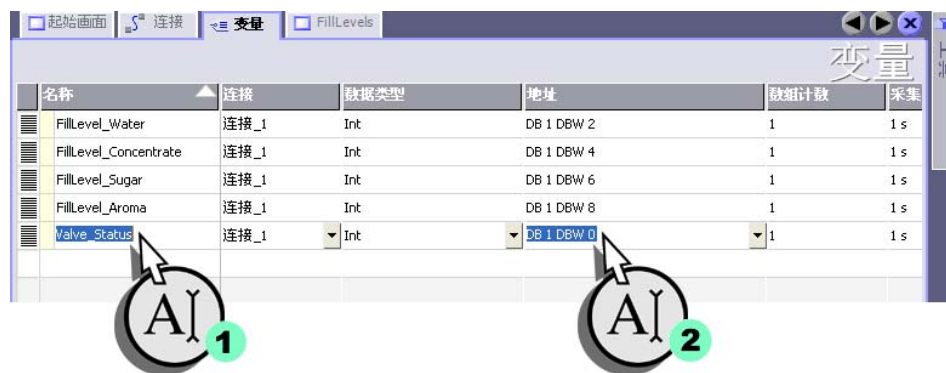 起始画面 连接 变量 FillLevels
变量
名称 连接 数据类型 地址 数组计数 采集
FillLevel_Water 连接_1 Int DB 1 DBW 2 1 1 s
FillLevel_Concentrate 连接_1 Int DB 1 DBW 4 1 1 s
FillLevel_Sugar 连接_1 Int DB 1 DBW 6 1 1 s
FillLevel_Aroma 连接_1 Int DB 1 DBW 8 1 1 s
Valve_Status 连接_1 Int DB 1 DBW 0 1 1 s
A 1 A 2